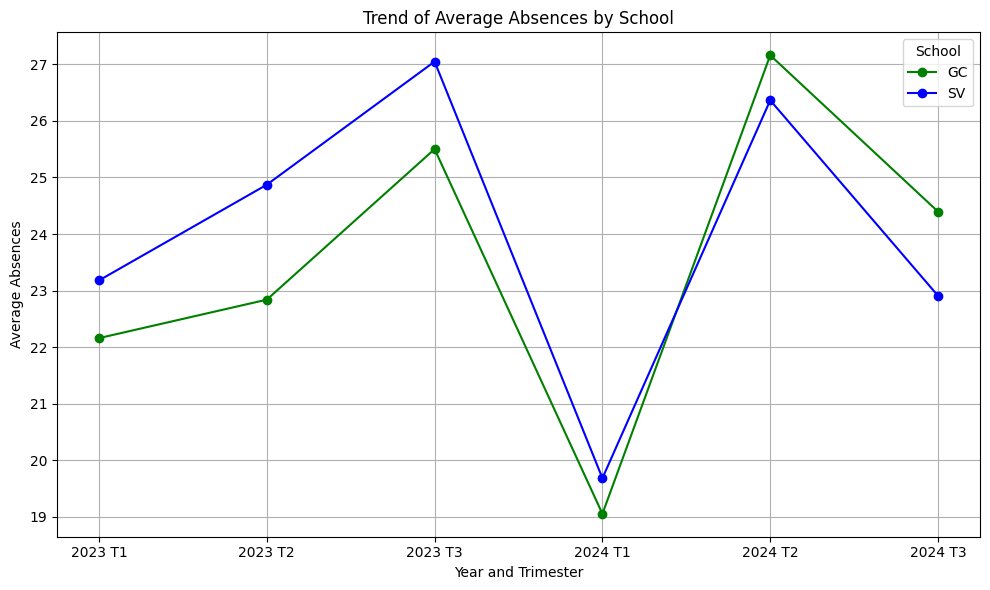 Trend of Average Absences by School
School
GC
SV
Average Absences
27
26
25
24
23
22
21
20
19
2023 T1
2023 T2
2023 T3
2024 T1
2024 T2
2024 T3
Year and Trimester